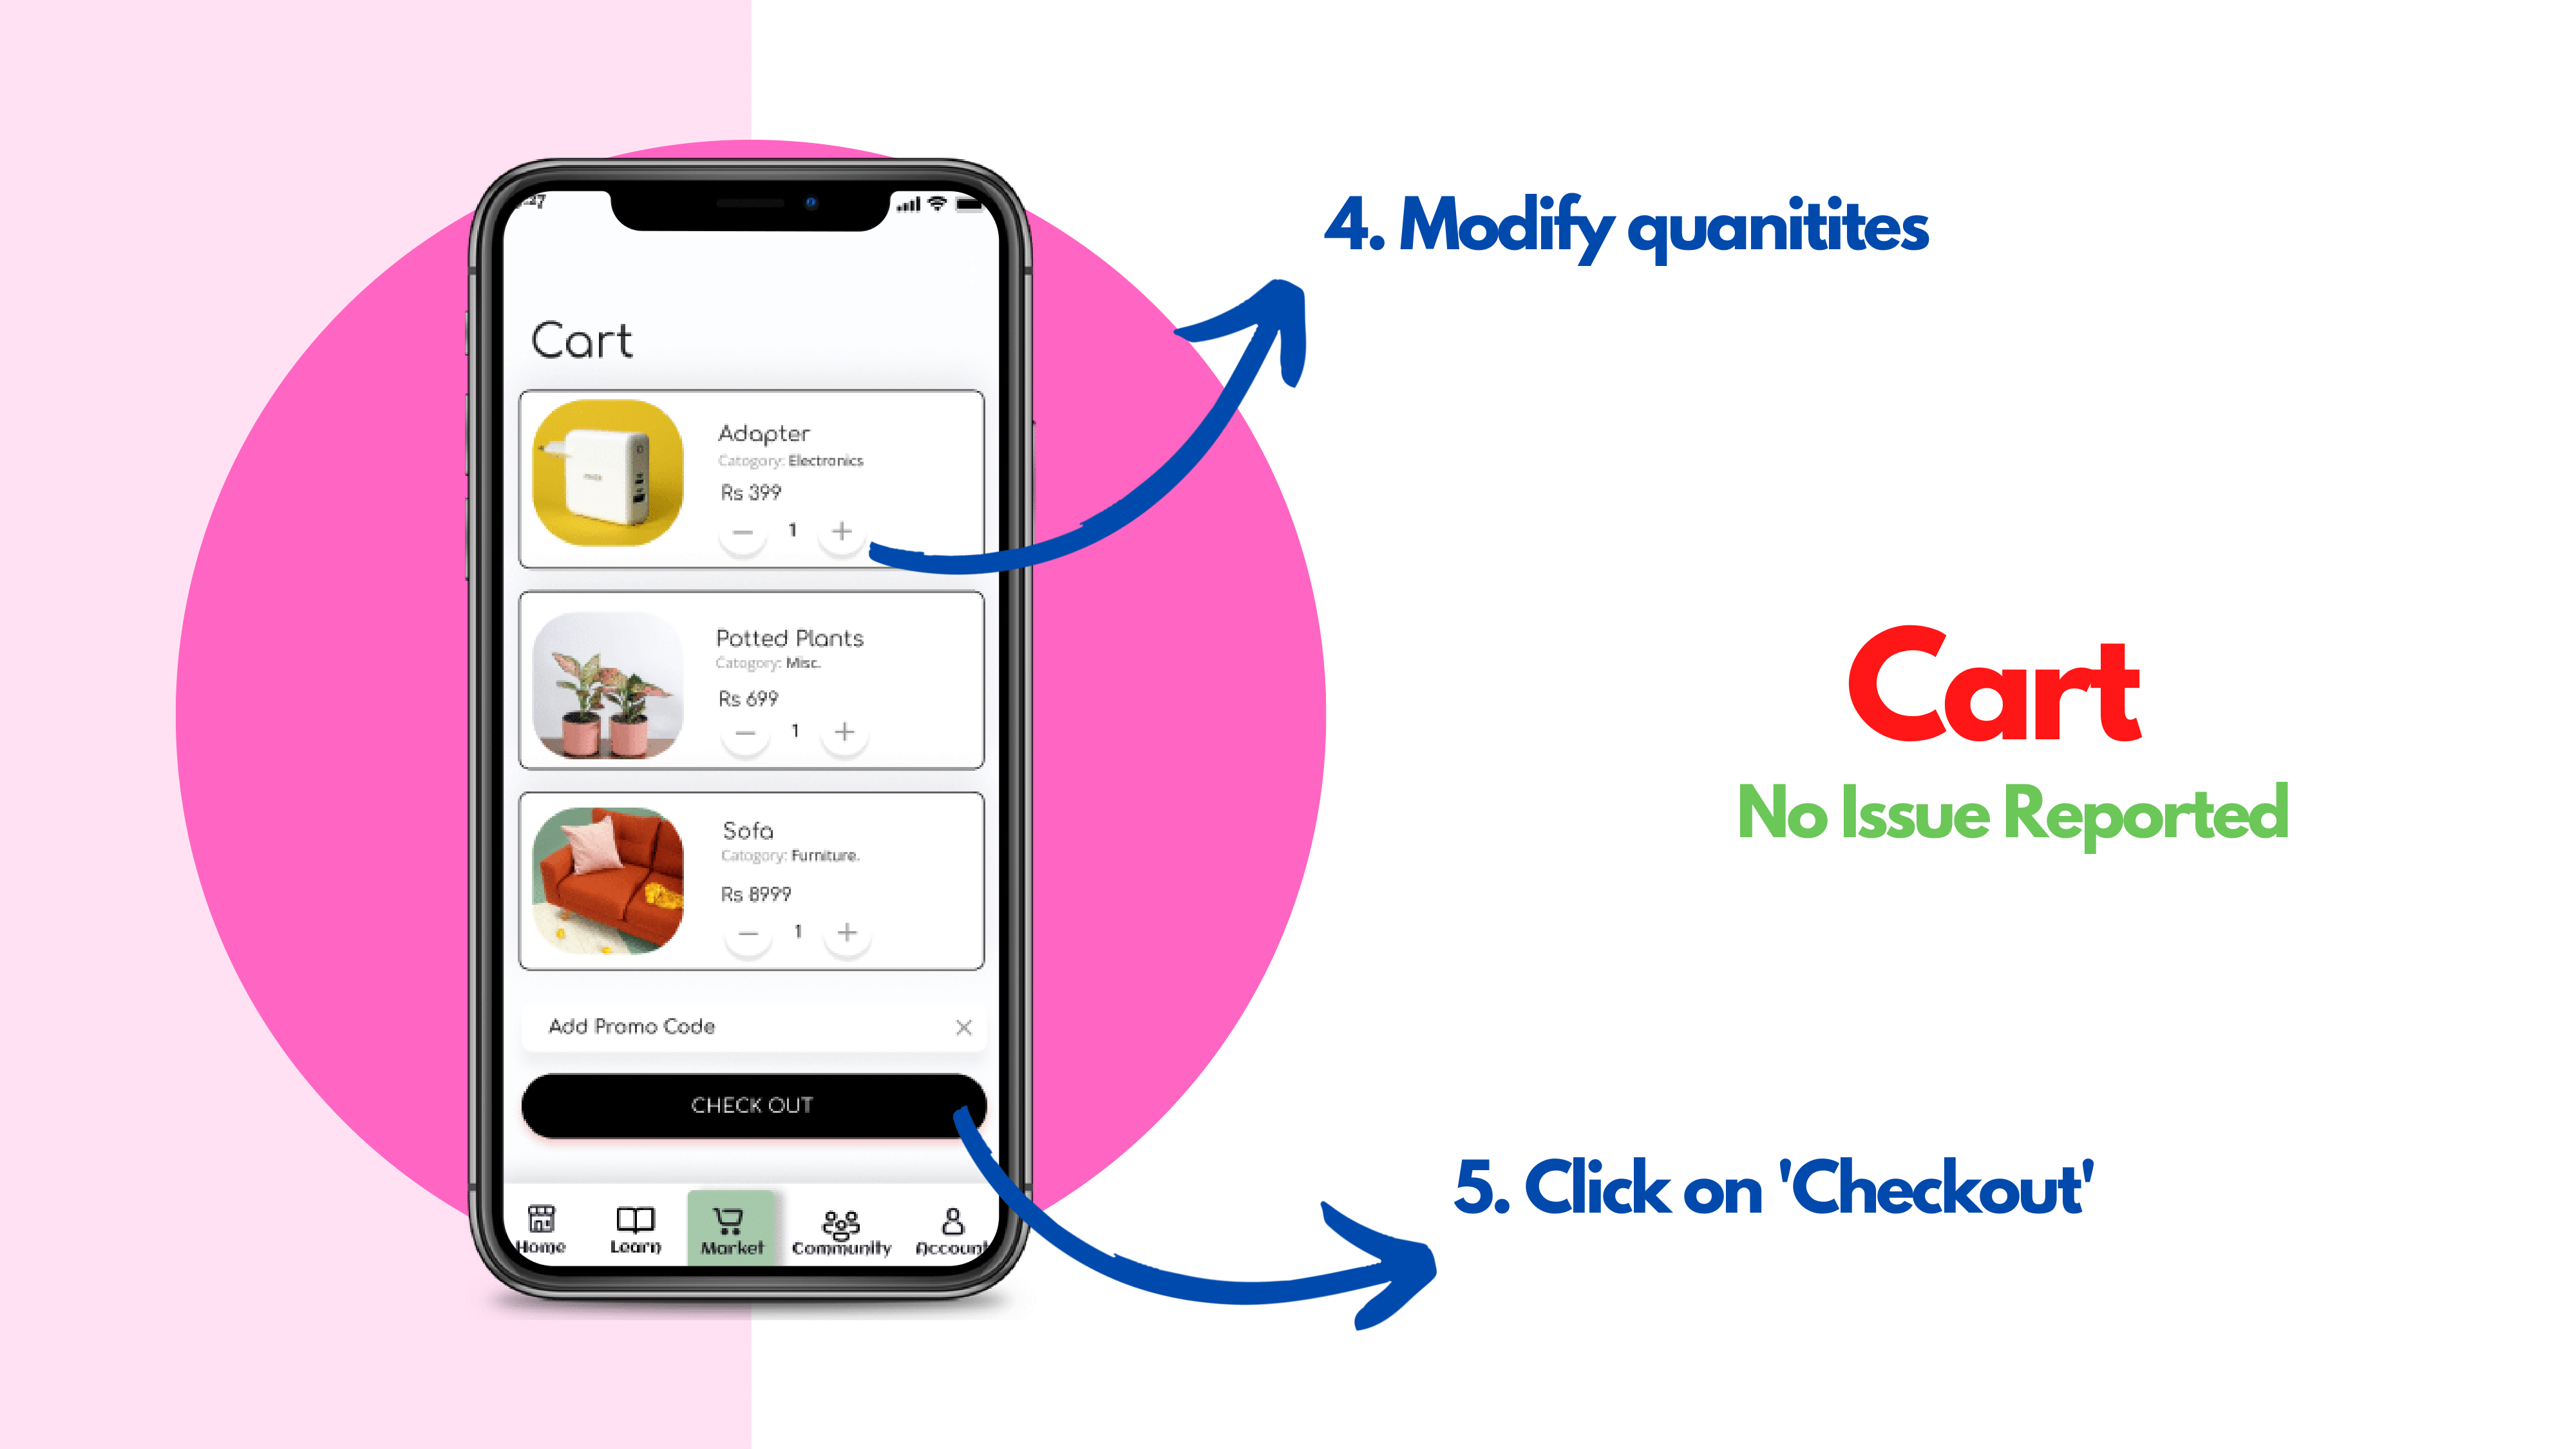 4. Modify quanitites
Cart
Adapter
Catogory: Electronics
Rs 399
1
Potted Plants
Catogory: Misc.
Rs 699
1
Sofa
Catogory: Furniture.
Rs 8999
1
Add Promo Code
CHECK OUT
Home Learn Market Community Account
Cart
No Issue Reported
5. Click on 'Checkout'